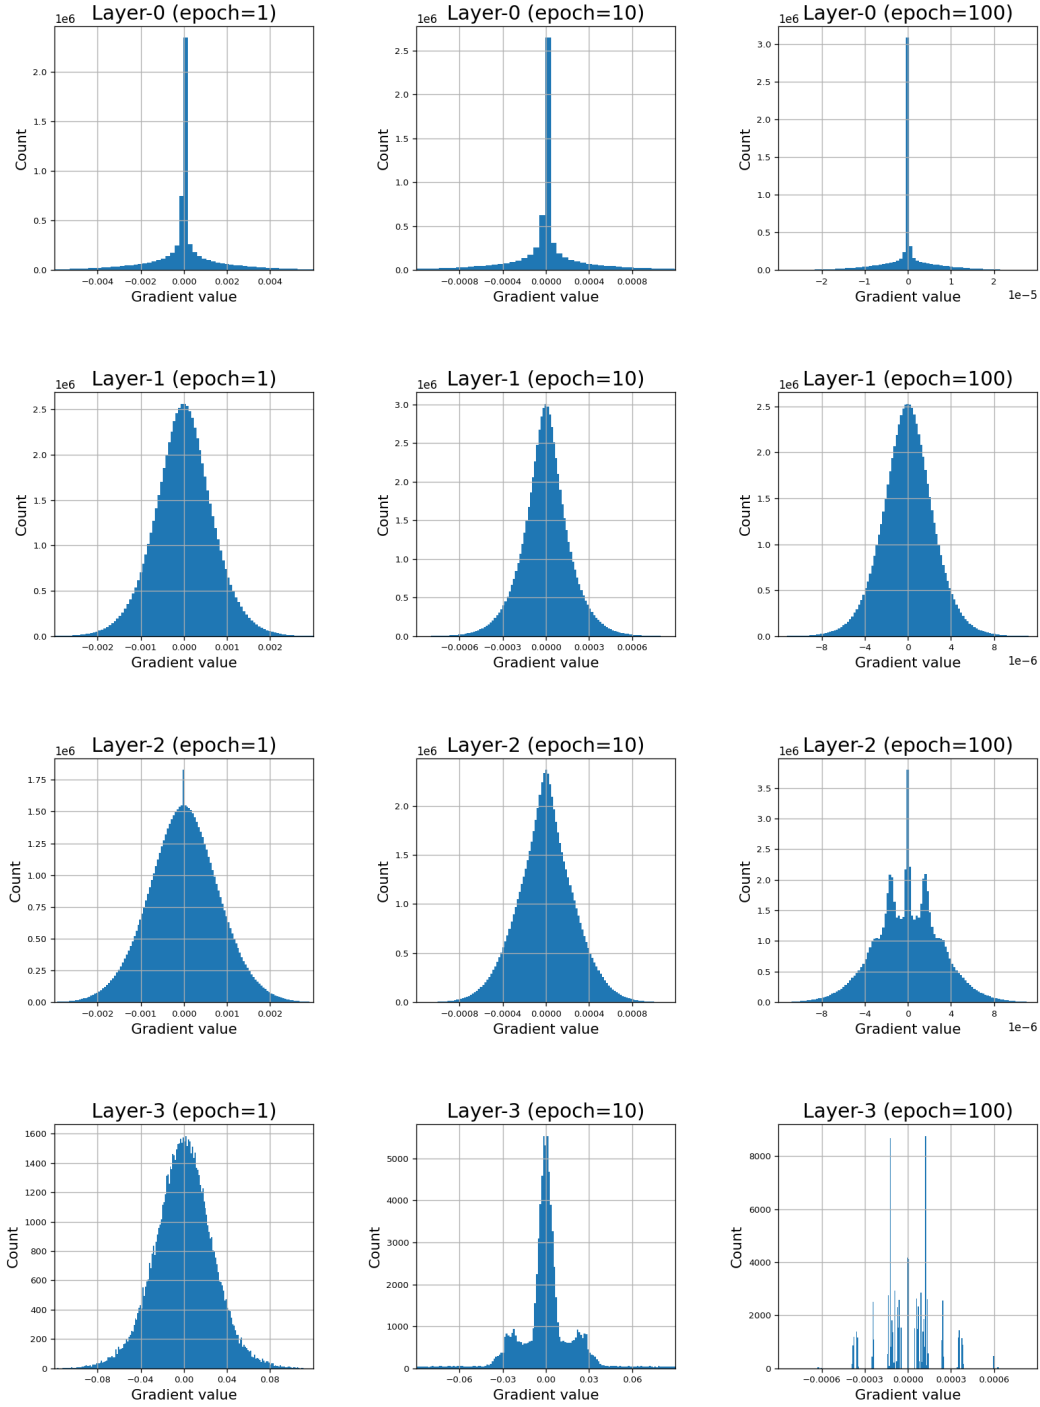 Layer-0 (epoch=1)
1e6
2.0
1.5
1.0
0.5
0.0
Count
−0.004
−0.002
0.000
0.002
0.004
Gradient value
Layer-0 (epoch=10)
1e6
2.5
2.0
1.5
1.0
0.5
0.0
Count
−0.0008
−0.0004
0.0000
0.0004
0.0008
Gradient value
Layer-0 (epoch=100)
1e6
3.0
2.5
2.0
1.5
1.0
0.5
0.0
Count
−2
−1
0
1
2
Gradient value
1e−5
Layer-1 (epoch=1)
1e6
2.5
2.0
1.5
1.0
0.5
0.0
Count
−0.002
−0.001
0.000
0.001
0.002
Gradient value
Layer-1 (epoch=10)
1e6
3.0
2.5
2.0
1.5
1.0
0.5
0.0
Count
−0.0006
−0.0003
0.0000
0.0003
0.0006
Gradient value
Layer-1 (epoch=100)
1e6
2.5
2.0
1.5
1.0
0.5
0.0
Count
−8
−4
0
4
8
Gradient value
1e−6
Layer-2 (epoch=1)
1e6
1.75
1.50
1.25
1.00
0.75
0.50
0.25
0.00
Count
−0.002
−0.001
0.000
0.001
0.002
Gradient value
Layer-2 (epoch=10)
1e6
2.0
1.5
1.0
0.5
0.0
Count
−0.0008
−0.0004
0.0000
0.0004
0.0008
Gradient value
Layer-2 (epoch=100)
1e6
3.5
3.0
2.5
2.0
1.5
1.0
0.5
0.0
Count
−8
−4
0
4
8
Gradient value
1e−6
Layer-3 (epoch=1)
1600
1400
1200
1000
800
600
400
200
0
Count
−0.08
−0.04
0.00
0.04
0.08
Gradient value
Layer-3 (epoch=10)
5000
4000
3000
2000
1000
0
Count
−0.06
−0.03
0.00
0.03
0.06
Gradient value
Layer-3 (epoch=100)
8000
6000
4000
2000
0
Count
−0.0006
−0.0003
0.0000
0.0003
0.0006
Gradient value